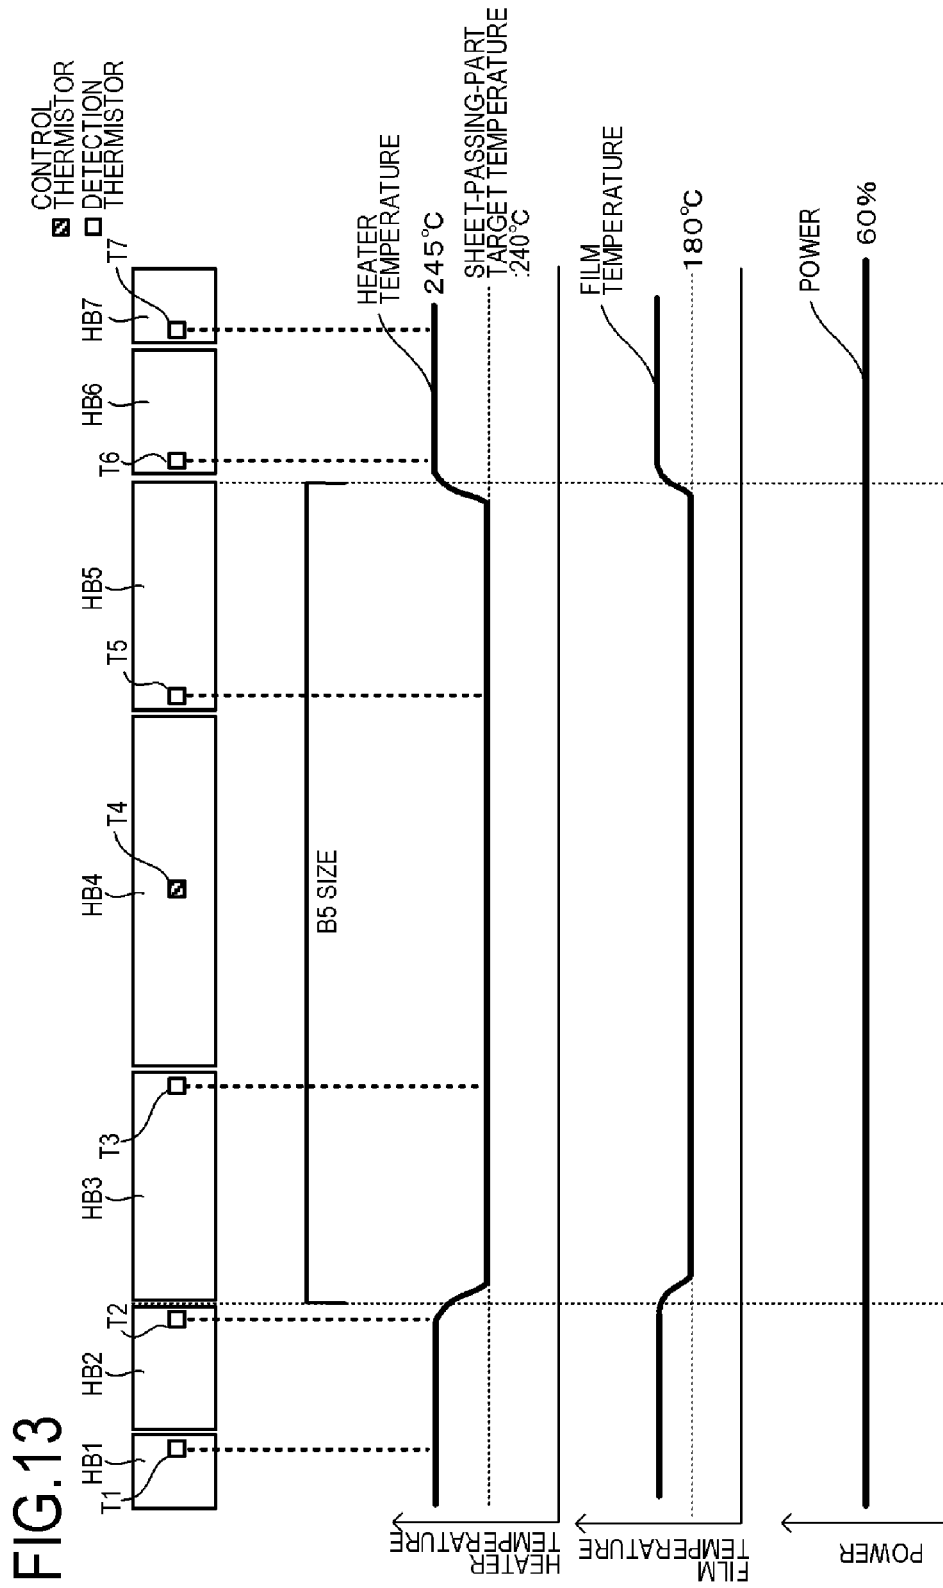 FIG.13
CONTROL
THERMISTOR
DETECTION
THERMISTOR
HB1
HB2
HB3
HB4
HB5
HB6
HB7
T1
T2
T3
T4
T5
T6
T7
B5 SIZE
HEATER
TEMPERATURE
HEATER
TEMPERATURE
245°C
SHEET-PASSING-PART
TARGET TEMPERATURE
:240°C
FILM
TEMPERATURE
FILM
TEMPERATURE
180°C
POWER
POWER
60%